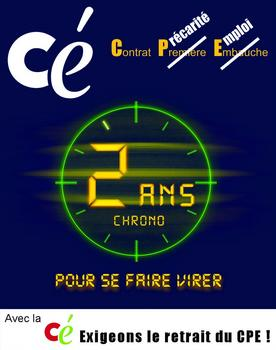 Cé
Précarité Emploi
Contrat Première Embauche
2 ANS
CHRONO
POUR SE FAIRE VIRER
Avec la
Cé Exigeons le retrait du CPE !